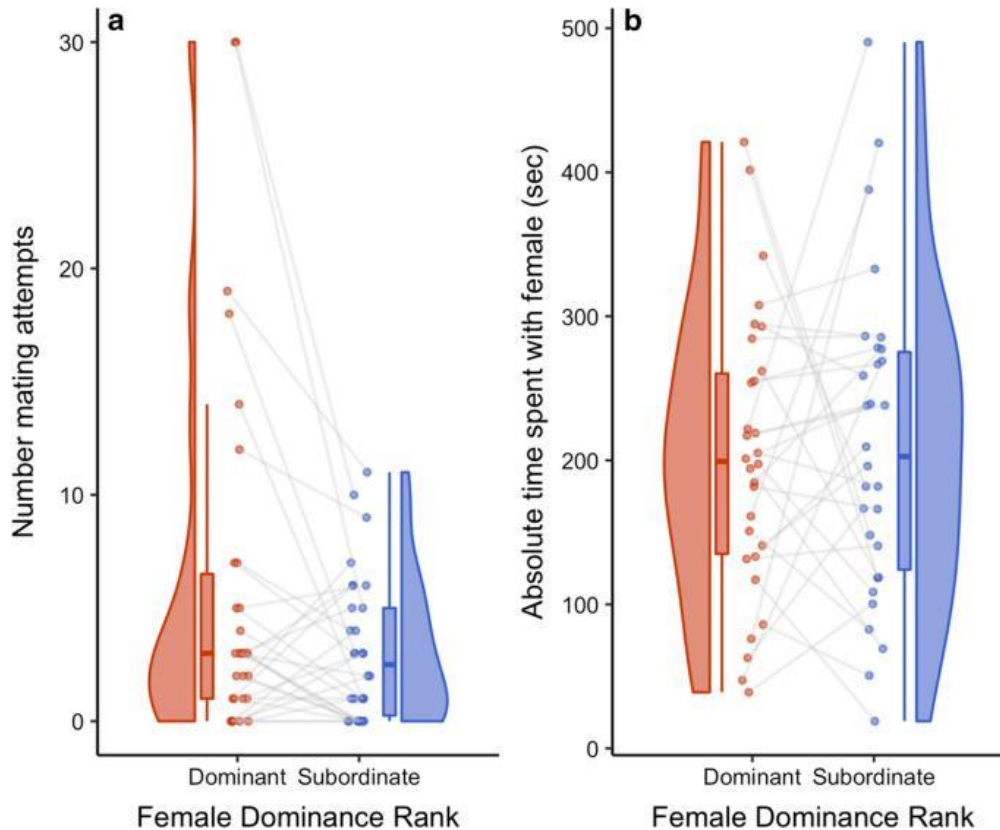 a
30
20
10
0
Number mating attempts
Dominant Subordinate
Female Dominance Rank
b
500
400
300
200
100
0
Absolute time spent with female (sec)
Dominant Subordinate
Female Dominance Rank